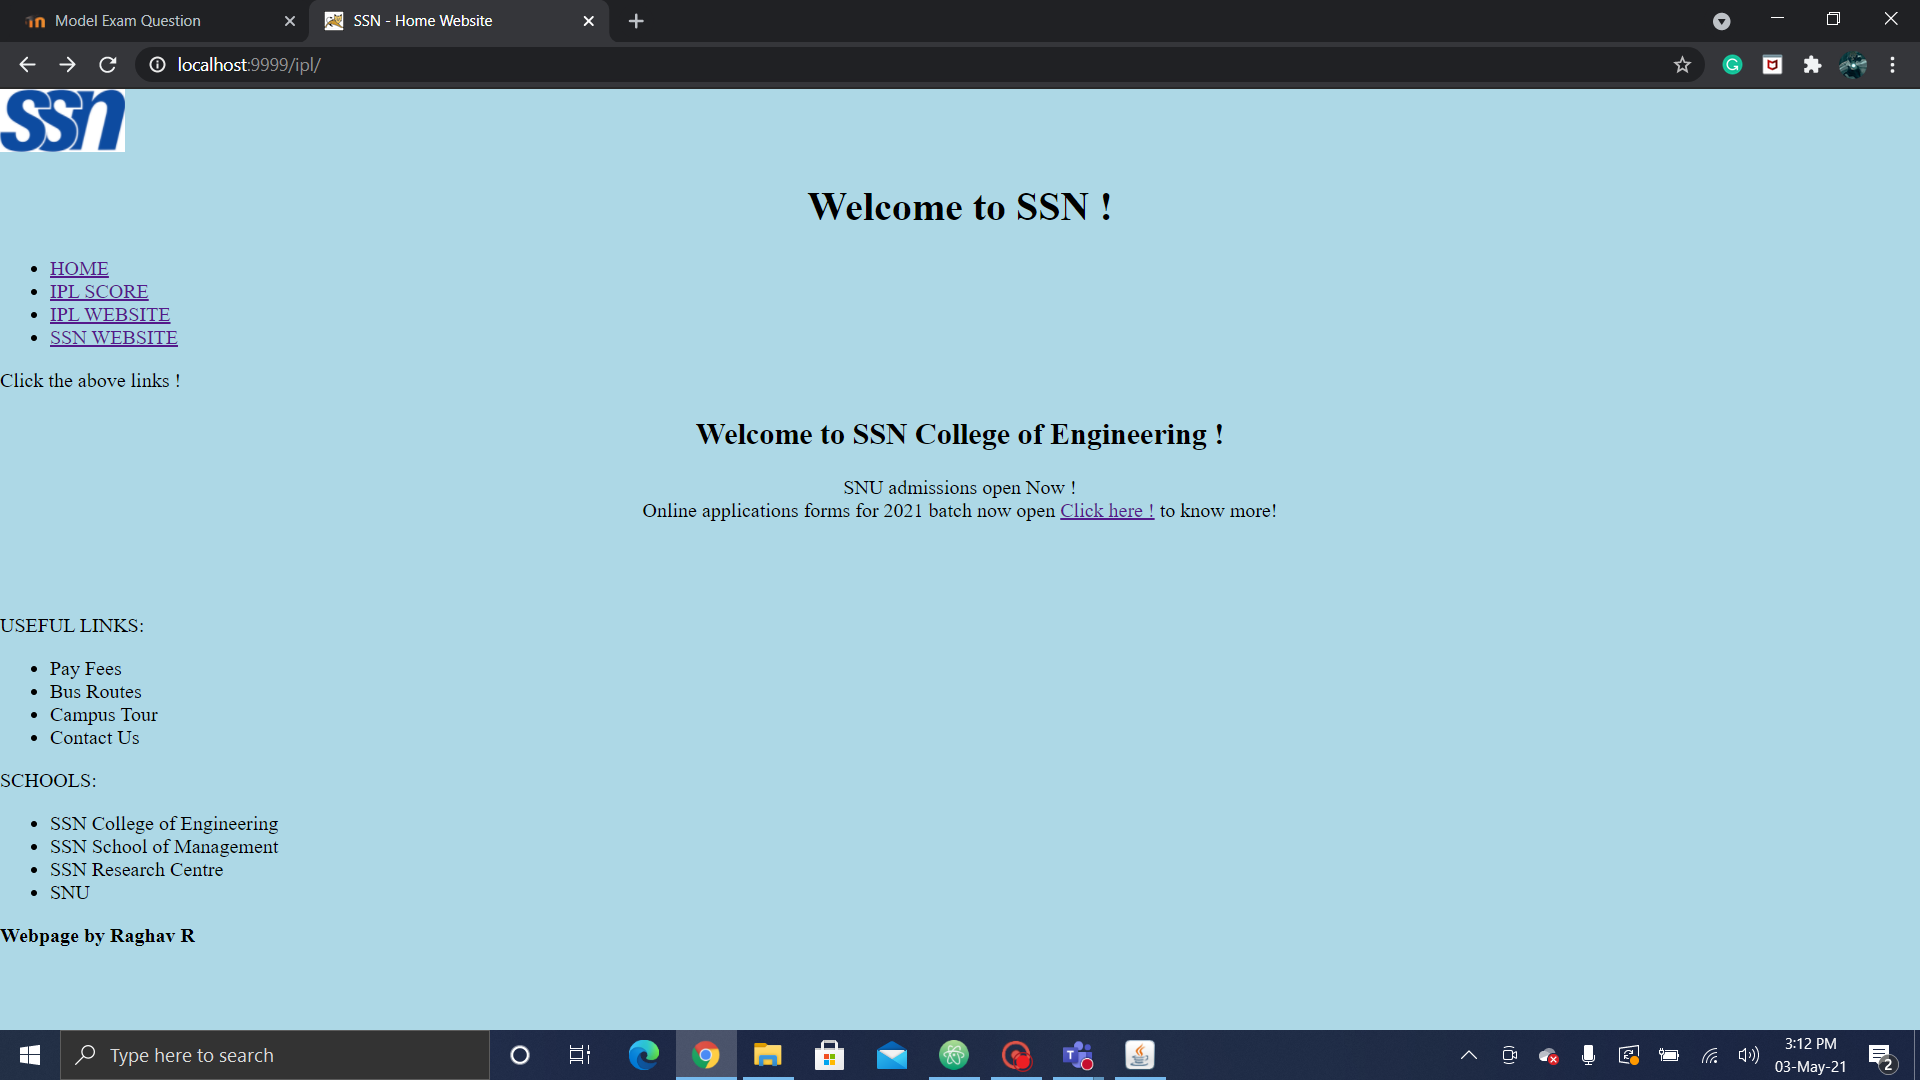 Model Exam Question
SSN - Home Website
localhost:9999/ipl/
ssn
Welcome to SSN !
HOME
IPL SCORE
IPL WEBSITE
SSN WEBSITE
Click the above links !
Welcome to SSN College of Engineering !
SNU admissions open Now !
Online applications forms for 2021 batch now open Click here ! to know more!
USEFUL LINKS:
Pay Fees
Bus Routes
Campus Tour
Contact Us
SCHOOLS:
SSN College of Engineering
SSN School of Management
SSN Research Centre
SNU
Webpage by Raghav R
Type here to search
3:12 PM
03-May-21
2